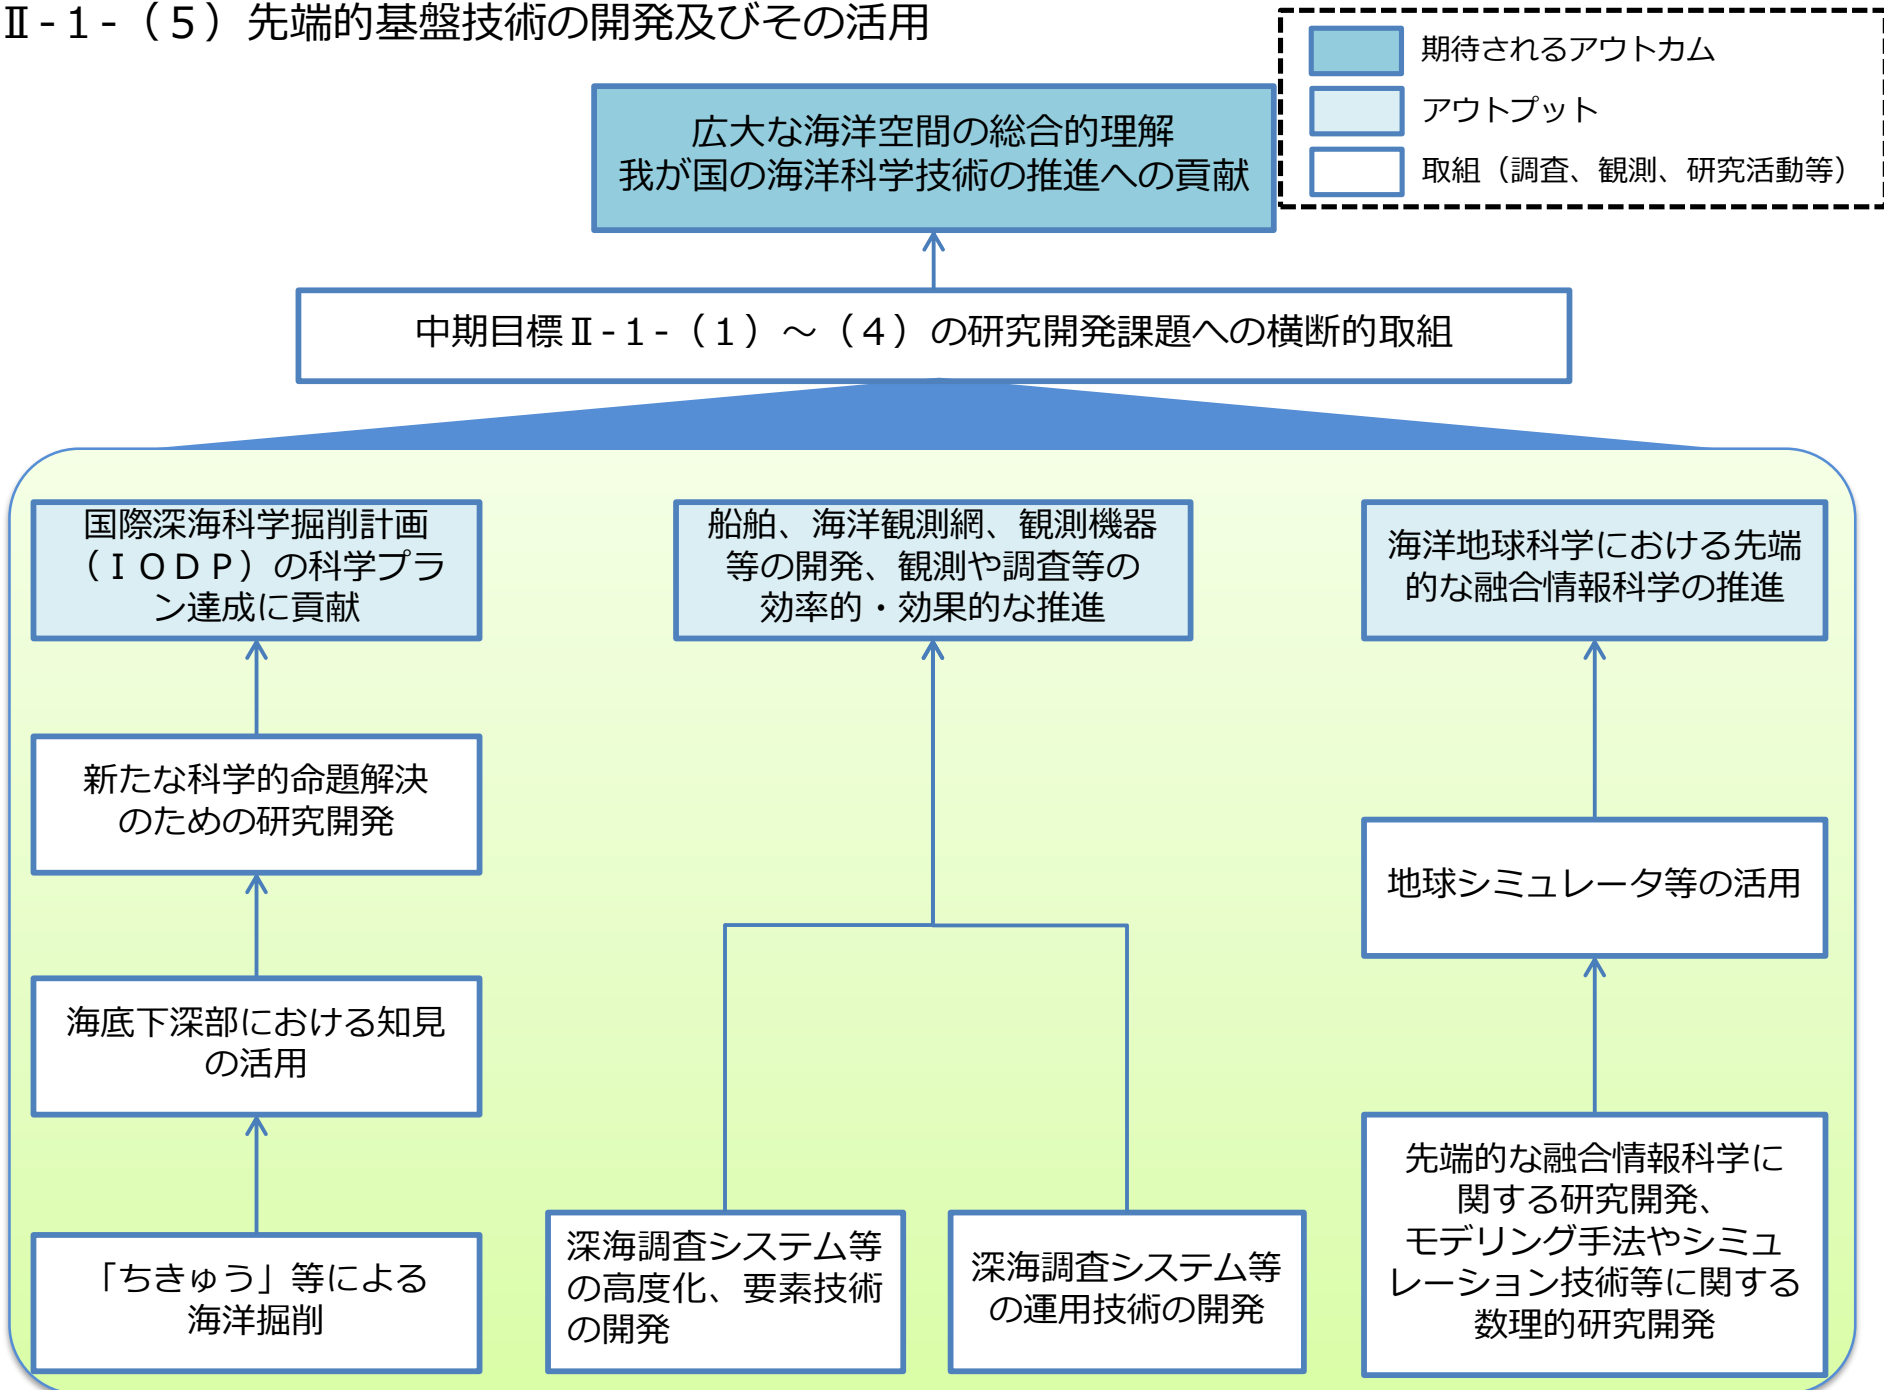 Ⅱ-１-（５）先端的基盤技術の開発及びその活用
期待されるアウトカム
アウトプット
取組（調査、観測、研究活動等）
広大な海洋空間の総合的理解
我が国の海洋科学技術の推進への貢献
中期目標Ⅱ-１-（１）～（４）の研究開発課題への横断的取組
国際深海科学掘削計画
（ＩＯＤＰ）の科学プラ
ン達成に貢献
船舶、海洋観測網、観測機器
等の開発、観測や調査等の
効率的・効果的な推進
海洋地球科学における先端
的な融合情報科学の推進
新たな科学的命題解決
のための研究開発
地球シミュレータ等の活用
海底下深部における知見
の活用
「ちきゅう」等による
海洋掘削
深海調査システム等
の高度化、要素技術
の開発
深海調査システム等
の運用技術の開発
先端的な融合情報科学に
関する研究開発、
モデリング手法やシミュ
レーション技術等に関する
数理的研究開発